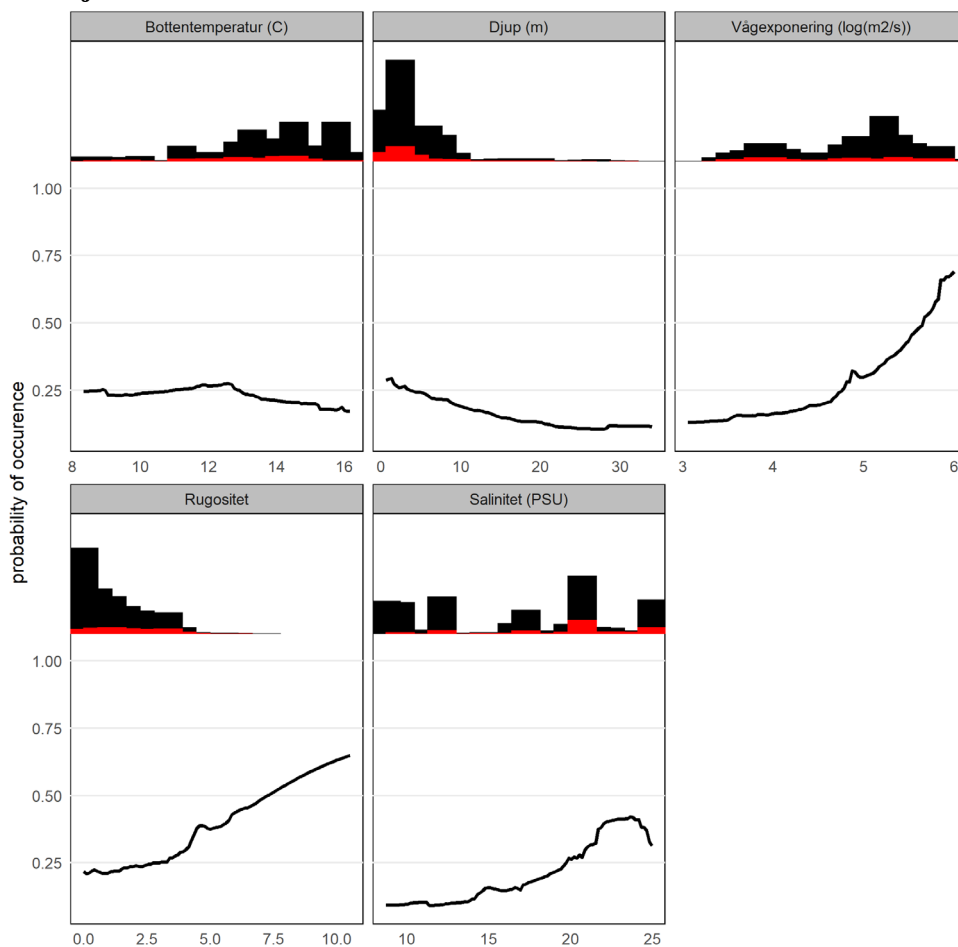 Bottentemperatur (C)
Djup (m)
Vågexponering (log(m2/s))
1.00
0.75
0.50
0.25
8 10 12 14 16
0 10 20 30
3 4 5 6
probability of occurence
Rugositet
Salinitet (PSU)
1.00
0.75
0.50
0.25
0.0 2.5 5.0 7.5 10.0
10 15 20 25